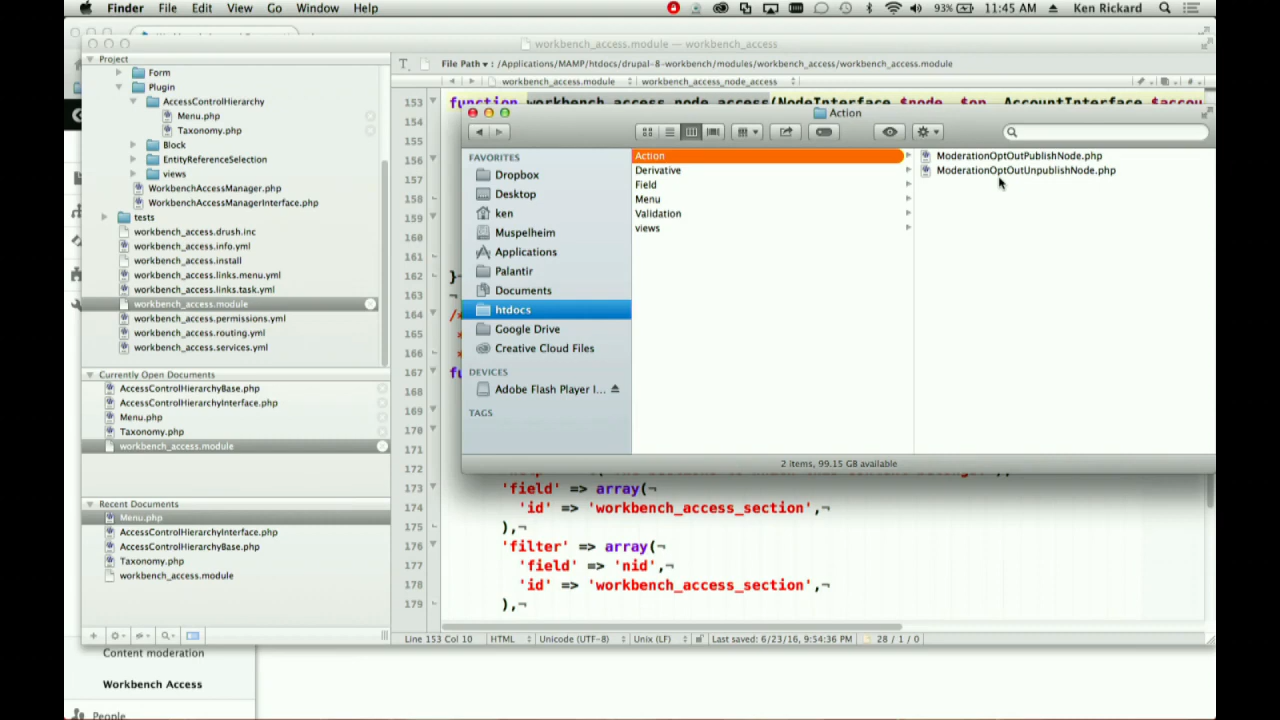 Finder File Edit View Go Window Help 93% 11:45 AM Ken Rickard
workbench_access.module — workbench_access
Project
Form
Plugin
AccessControlHierarchy
Menu.php
Taxonomy.php
Block
EntityReferenceSelection
views
WorkbenchAccessManager.php
WorkbenchAccessManagerInterface.php
tests
workbench_access.drush.inc
workbench_access.info.yml
workbench_access.install
workbench_access.links.menu.yml
workbench_access.links.task.yml
workbench_access.module
workbench_access.permissions.yml
workbench_access.routing.yml
workbench_access.services.yml
Currently Open Documents
AccessControlHierarchyBase.php
AccessControlHierarchyInterface.php
Menu.php
Taxonomy.php
workbench_access.module
Recent Documents
Menu.php
AccessControlHierarchyInterface.php
AccessControlHierarchyBase.php
Taxonomy.php
workbench_access.module
File Path ▾ : /Applications/MAMP/htdocs/drupal-8-workbench/modules/workbench_access/workbench_access.module
workbench_access.module workbench_access_node_access
153 function workbench_access_node_access(NodeInterface $node, $op, AccountInterface $accou
154
155
156
157
158
159
160
161
162 }¬
163 ¬
164 /*
165 *
166 *
167 fu
168
169
170
171
172
173 'field' => array(¬
174 'id' => 'workbench_access_section',¬
175 ),¬
176 'filter' => array(¬
177 'field' => 'nid',¬
178 'id' => 'workbench_access_section',¬
179 ),¬
Action
FAVORITES
Dropbox
Desktop
ken
Muspelheim
Applications
Palantir
Documents
htdocs
Google Drive
Creative Cloud Files
DEVICES
Adobe Flash Player I...
TAGS
Action
Derivative
Field
Menu
Validation
views
ModerationOptOutPublishNode.php
ModerationOptOutUnpublishNode.php
2 items, 99.15 GB available
Line 153 Col 10 HTML Unicode (UTF-8) Unix (LF) Last saved: 6/23/16, 9:54:36 PM 28 / 1 / 0
Content moderation
Workbench Access
People